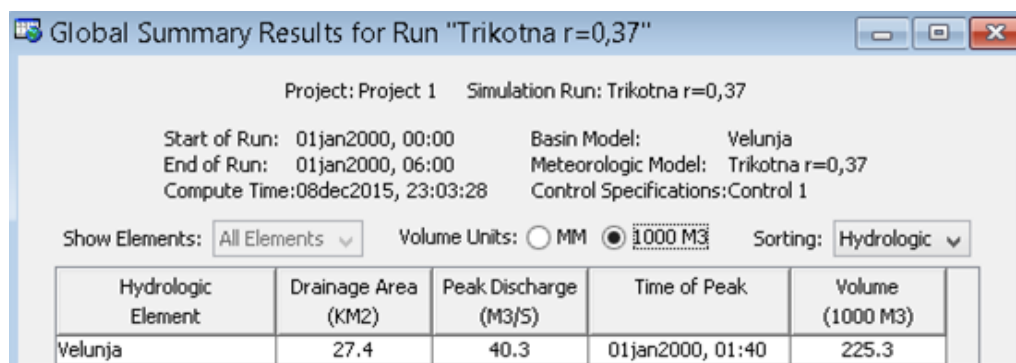 Global Summary Results for Run "Trikotna r=0,37"
Project: Project 1 Simulation Run: Trikotna r=0,37
Start of Run: 01jan2000, 00:00 Basin Model: Velunja
End of Run: 01jan2000, 06:00 Meteorologic Model: Trikotna r=0,37
Compute Time:08dec2015, 23:03:28 Control Specifications:Control 1
Show Elements: All Elements Volume Units: MM 1000 M3 Sorting: Hydrologic
Hydrologic Element Drainage Area (KM2) Peak Discharge (M3/S) Time of Peak Volume (1000 M3)
Velunja 27.4 40.3 01jan2000, 01:40 225.3